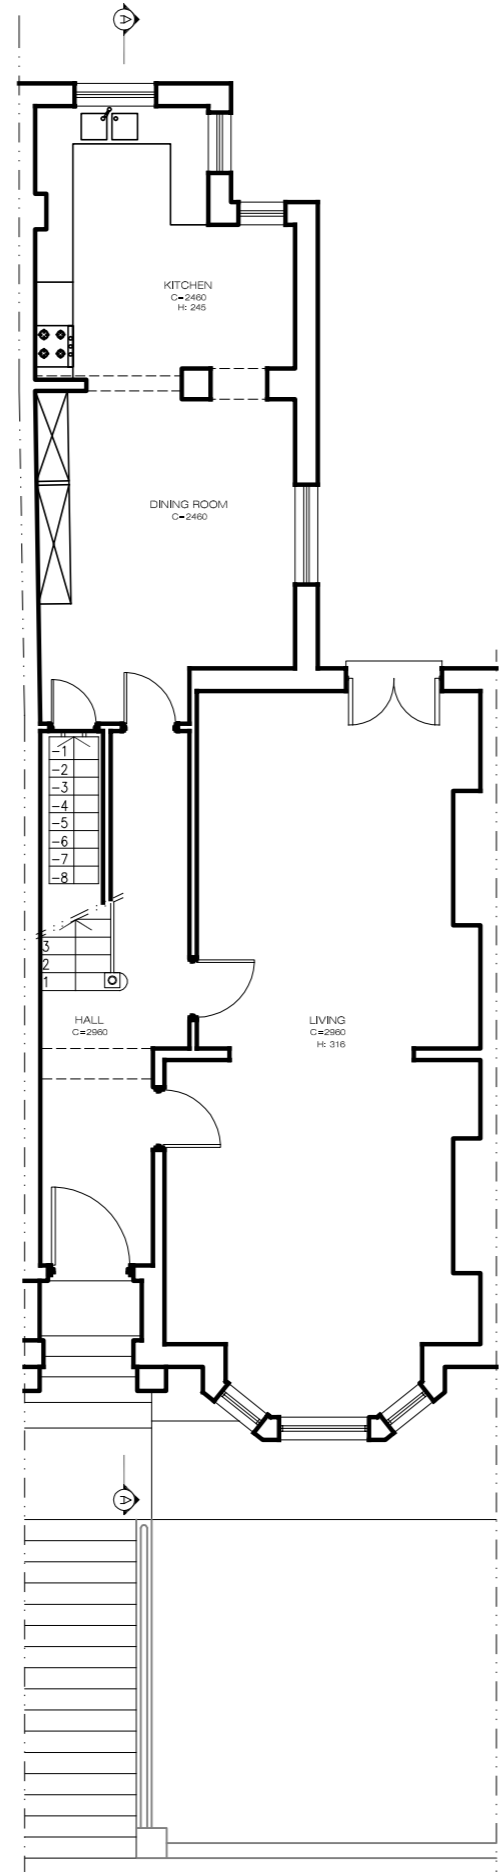 A
KITCHEN
C=2460
H: 245
DINING ROOM
C=2460
-1
-2
-3
-4
-5
-6
-7
-8
3
2
1
HALL
C=2960
LIVING
C=2960
H: 316
A